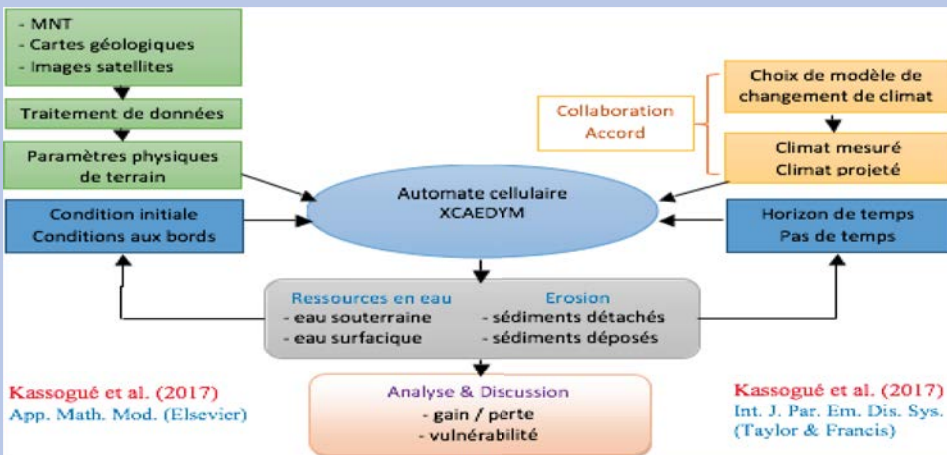 - MNT
- Cartes géologiques
- Images satellites
Traitement de données
Paramètres physiques
de terrain
Condition initiale
Conditions aux bords
Collaboration
Accord
Choix de modèle de
changement de climat
Climat mesuré
Climat projeté
Automate cellulaire
XCAEDYM
Horizon de temps
Pas de temps
Ressources en eau
- eau souterraine
- eau surfacique
Erosion
- sédiments détachés
- sédiments déposés
Analyse & Discussion
- gain / perte
- vulnérabilité
Kassogué et al. (2017)
App. Math. Mod. (Elsevier)
Kassogué et al. (2017)
Int. J. Par. Em. Dis. Sys.
(Taylor & Francis)